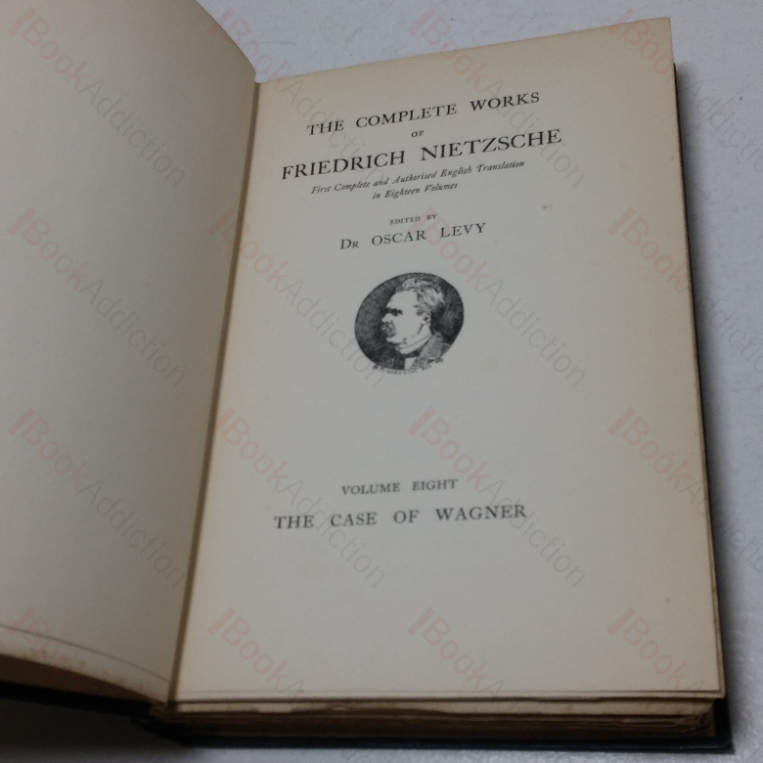 THE COMPLETE WORKS
OF
FRIEDRICH NIETZSCHE
First Complete and Authorised English Translation
in Eighteen Volumes
EDITED BY
DR OSCAR LEVY
VOLUME EIGHT
THE CASE OF WAGNER
BookAddiction